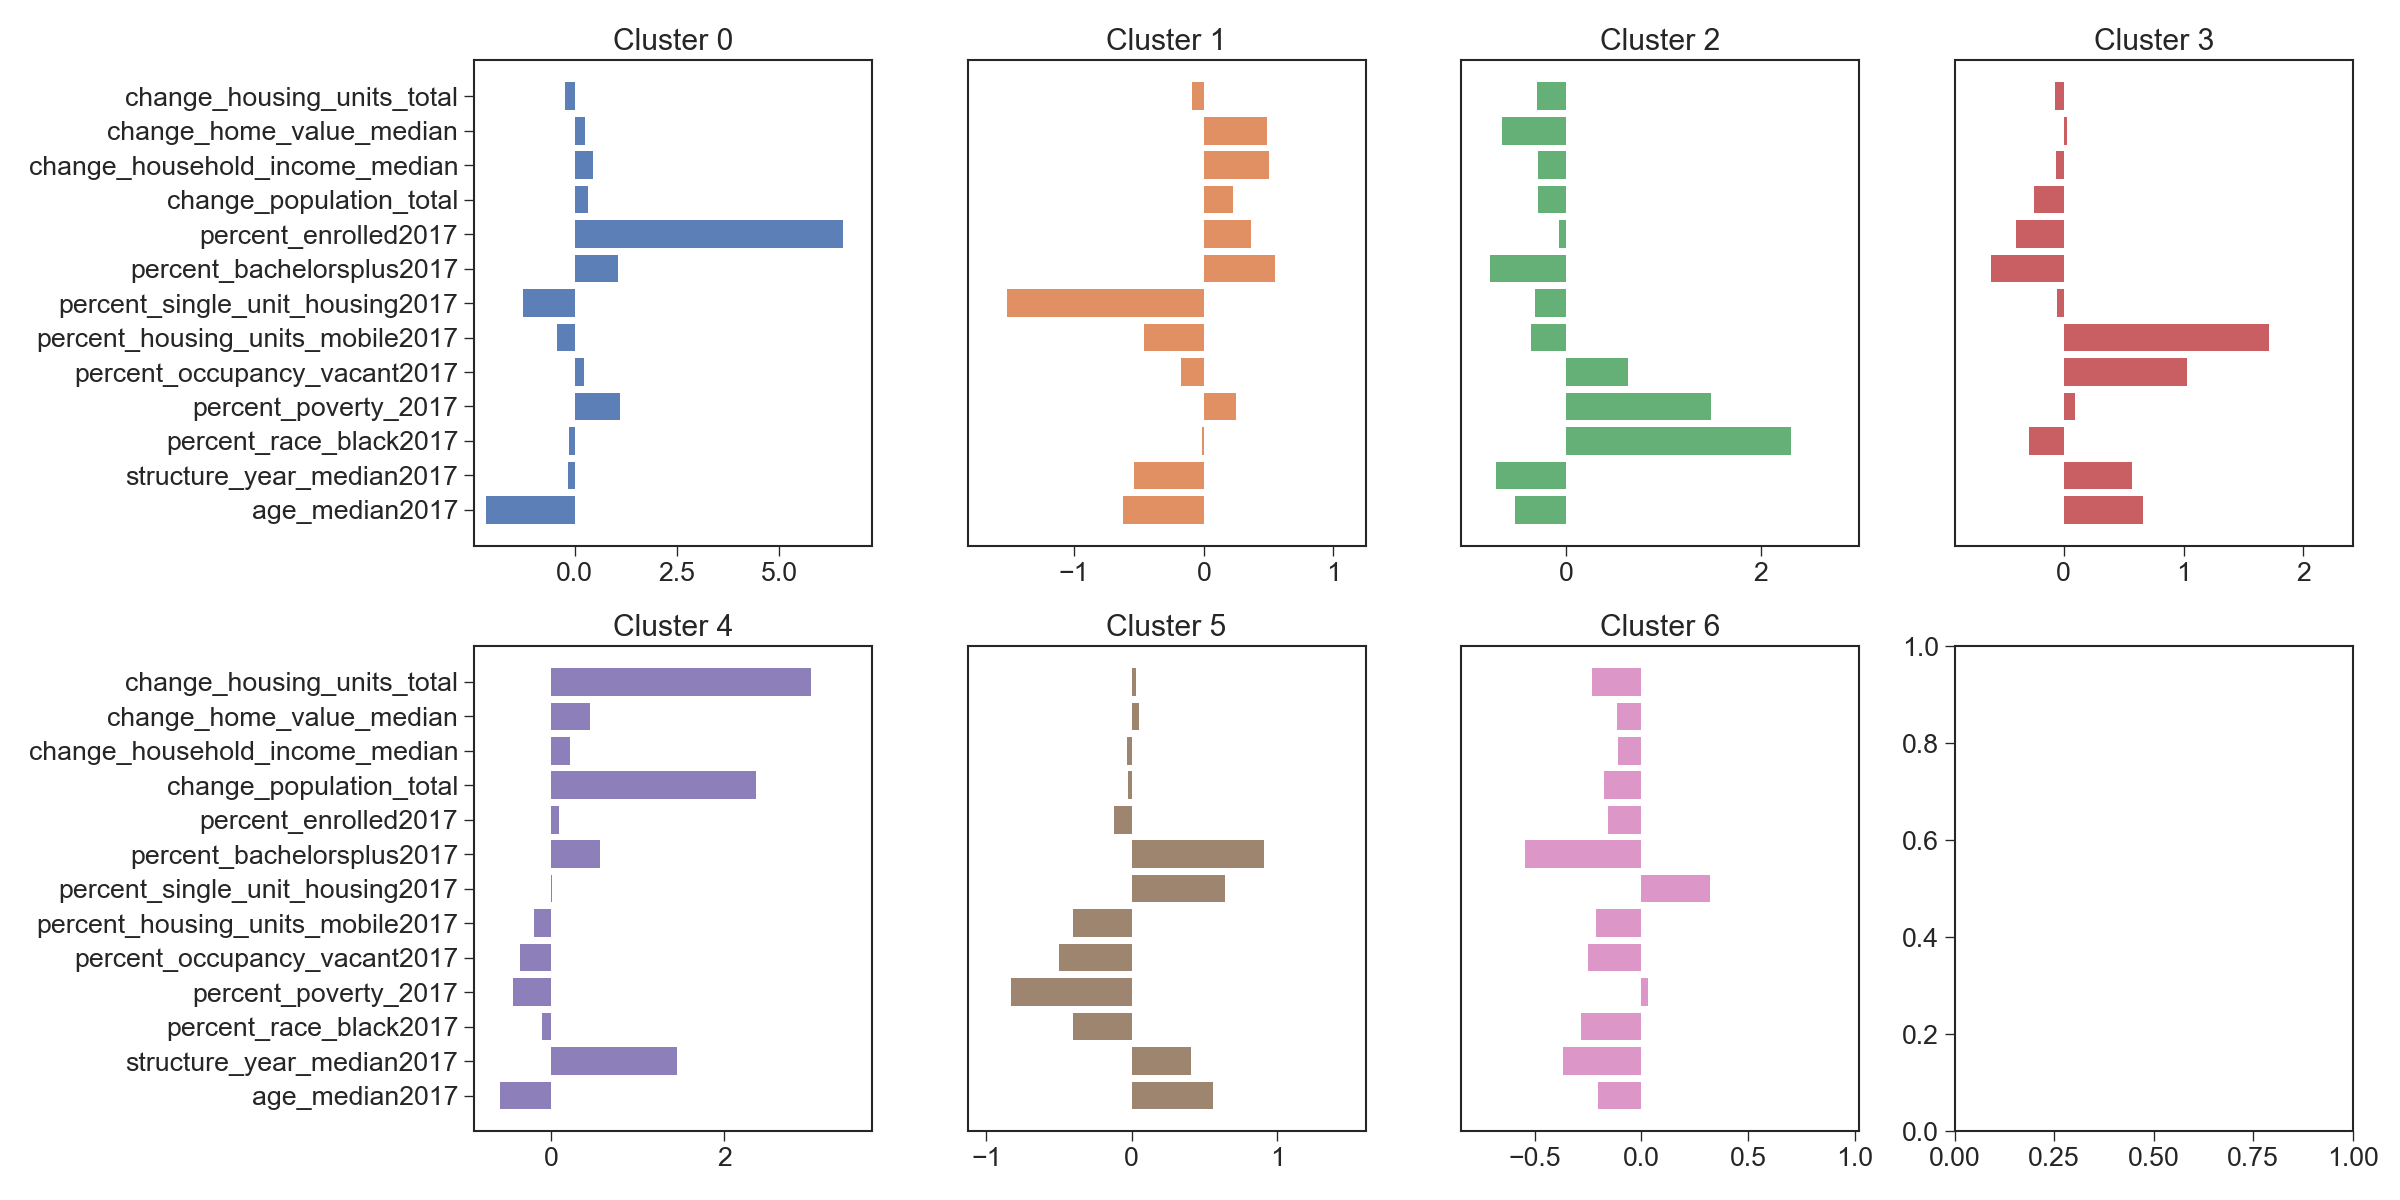 Cluster 0
Cluster 1
Cluster 2
Cluster 3
change_housing_units_total
change_home_value_median
change_household_income_median
change_population_total
percent_enrolled2017
percent_bachelorsplus2017
percent_single_unit_housing2017
percent_housing_units_mobile2017
percent_occupancy_vacant2017
percent_poverty_2017
percent_race_black2017
structure_year_median2017
age_median2017
0.0 2.5 5.0
−1 0 1
0 2
0 1 2
Cluster 4
Cluster 5
Cluster 6
change_housing_units_total
change_home_value_median
change_household_income_median
change_population_total
percent_enrolled2017
percent_bachelorsplus2017
percent_single_unit_housing2017
percent_housing_units_mobile2017
percent_occupancy_vacant2017
percent_poverty_2017
percent_race_black2017
structure_year_median2017
age_median2017
0 2
−1 0 1
−0.5 0.0 0.5 1.0
1.0
0.8
0.6
0.4
0.2
0.0
0.00 0.25 0.50 0.75 1.00